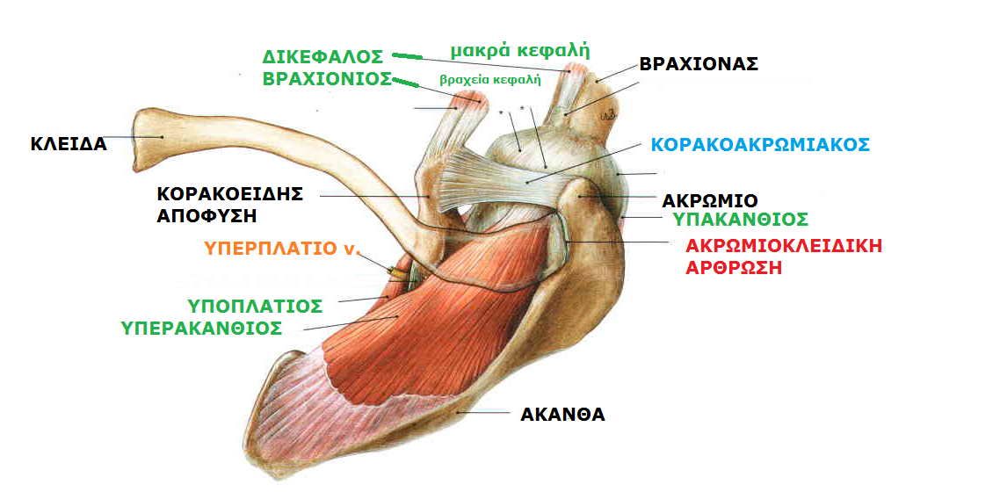 ΔΙΚΕΦΑΛΟΣ
ΒΡΑΧΙΟΝΙΟΣ
μακρά κεφαλή
βραχεία κεφαλή
ΒΡΑΧΙΟΝΑΣ
* *
ΚΛΕΙΔΑ
ΚΟΡΑΚΟΑΚΡΩΜΙΑΚΟΣ
ΚΟΡΑΚΟΕΙΔΗΣ
ΑΠΟΦΥΣΗ
ΑΚΡΩΜΙΟ
ΥΠΑΚΑΝΘΙΟΣ
ΥΠΕΡΠΛΑΤΙΟ ν.
ΑΚΡΩΜΙΟΚΛΕΙΔΙΚΗ
ΑΡΘΡΩΣΗ
ΥΠΟΠΛΑΤΙΟΣ
ΥΠΕΡΑΚΑΝΘΙΟΣ
ΑΚΑΝΘΑ